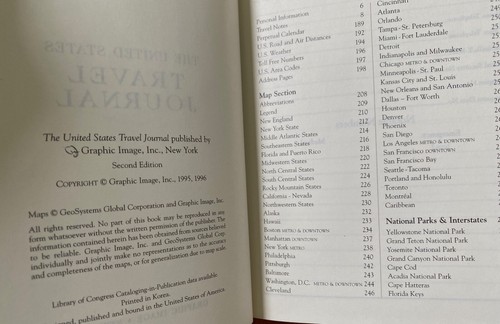 THE UNITED STATES
TRAVEL
JOURNAL
The United States Travel Journal published by
Graphic Image, Inc., New York
Second Edition
Copyright © Graphic Image, Inc., 1995, 1996
Maps © GeoSystems Global Corporation and Graphic Image, Inc.
All rights reserved. No part of this book may be reproduced in any
form whatsoever without the written permission of the publisher. The
information contained herein has been obtained from sources believed
to be reliable. Graphic Image, Inc. and GeoSystems Global Corp.
individually and jointly make no representations as to the accuracy
and completeness of the maps, or for generalization due to map scale.
Library of Congress Cataloging-in-Publication data available.
Printed in Korea.
printed, published and bound in the United States of America.
Personal Information 6
Travel Notes 8
Perpetual Calendar 189
U.S. Road and Air Distances 192
U.S. Weather 194
Toll Free Numbers 196
U.S. Area Codes 197
Address Pages 198
Map Section
Abbreviations 208
Legend
New England 210
New York State 212
Middle Atlantic States 214
Southeastern States 216
Florida and Puerto Rico 218
Midwestern States 220
North Central States 222
South Central States 224
Rocky Mountain States 226
California - Nevada 228
Northwestern States 230
Alaska 232
Hawaii
Boston METRO & DOWNTOWN 234
Manhattan DOWNTOWN 236
New York METRO 238
Philadelphia 240
Pittsburgh 242
Baltimore
Washington, D.C. METRO & DOWNTOWN 244
Cleveland 246
Cincinnati
Atlanta
Orlando
Tampa - St. Petersburg
Miami - Fort Lauderdale
Detroit
Indianapolis and Milwaukee
Chicago METRO & DOWNTOWN
Minneapolis - St. Paul
Kansas City and St. Louis
New Orleans and San Antonio
Dallas – Fort Worth
Houston
Denver
Phoenix
San Diego
Los Angeles METRO & DOWNTOWN
San Francisco DOWNTOWN
San Francisco Bay
Seattle - Tacoma
Portland and Honolulu
Toronto
Montréal
Caribbean
National Parks & Interstates
Yellowstone National Park
Grand Teton National Park
Yosemite National Park
Grand Canyon National Park
Cape Cod
Acadia National Park
Cape Hatteras
Florida Keys